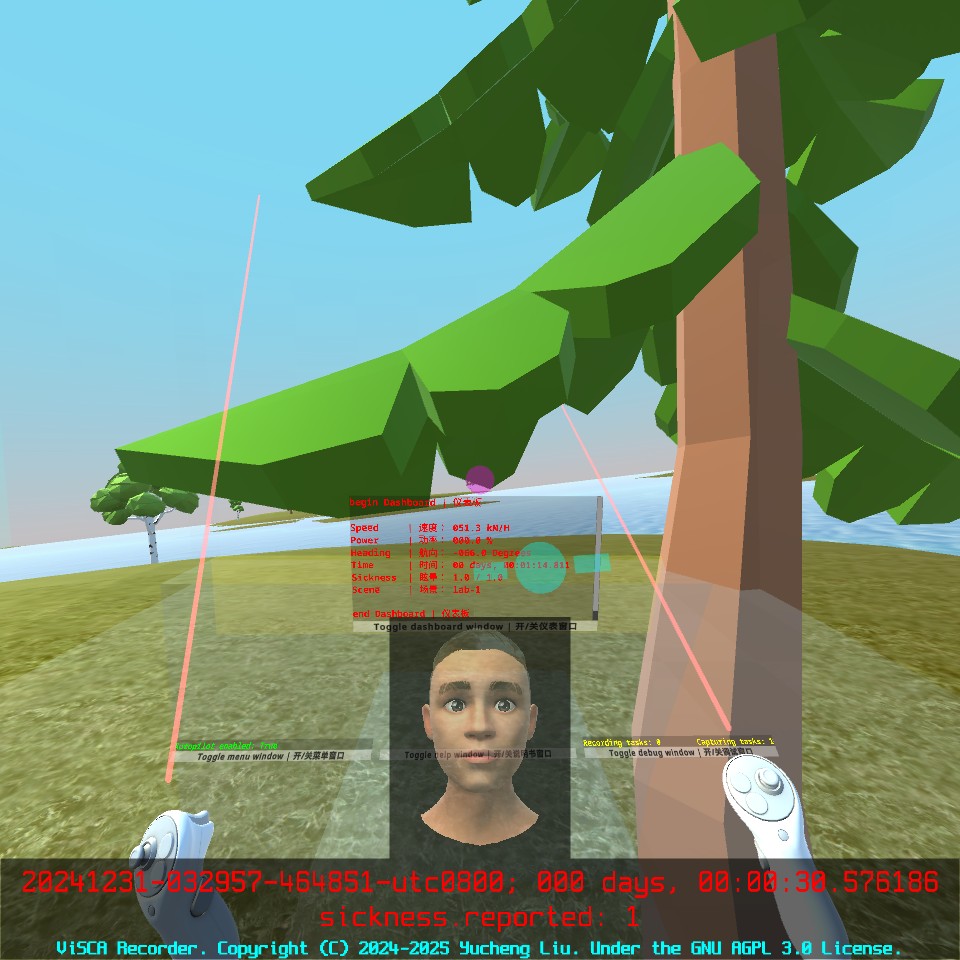 begin Dashboard | 仪表板
Speed | 速度： 051.3 kM/H
Power | 功率： 000.0 %
Heading | 航向： -086.0 Degrees
Time | 时间： 00 days, 00:01:14.831
Sickness | 眩晕： 1.0 / 1.0
Scene | 场景： lab-1
end Dashboard | 仪表板
Toggle dashboard window | 开/关仪表窗口
Recording tasks: 0 Capturing tasks: 1
Autopilot enabled: True
Toggle menu window | 开/关菜单窗口
Toggle help window | 开/关说明书窗口
Toggle debug window | 开/关调试窗口
20241231-032957-464851-utc0800; 000 days, 00:00:30.576186
sickness.reported: 1
ViSCA Recorder. Copyright (C) 2024-2025 Yucheng Liu. Under the GNU AGPL 3.0 License.